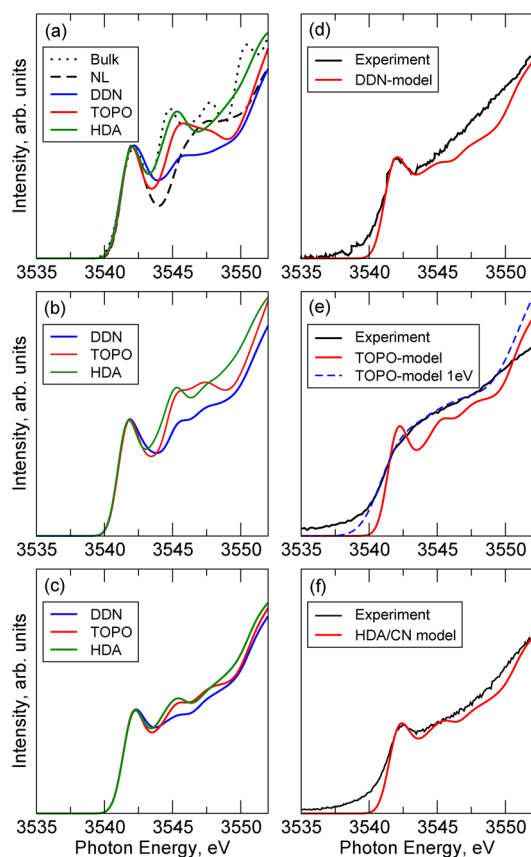 (a)
Bulk
NL
DDN
TOPO
HDA
Intensity, arb. units
3535 3540 3545 3550
(d)
Experiment
DDN-model
3535 3540 3545 3550
(b)
DDN
TOPO
HDA
Intensity, arb. units
3535 3540 3545 3550
(e)
Experiment
TOPO-model
TOPO-model 1eV
3535 3540 3545 3550
(c)
DDN
TOPO
HDA
Intensity, arb. units
3535 3540 3545 3550
Photon Energy, eV
(f)
Experiment
HDA/CN model
3535 3540 3545 3550
Photon Energy, eV